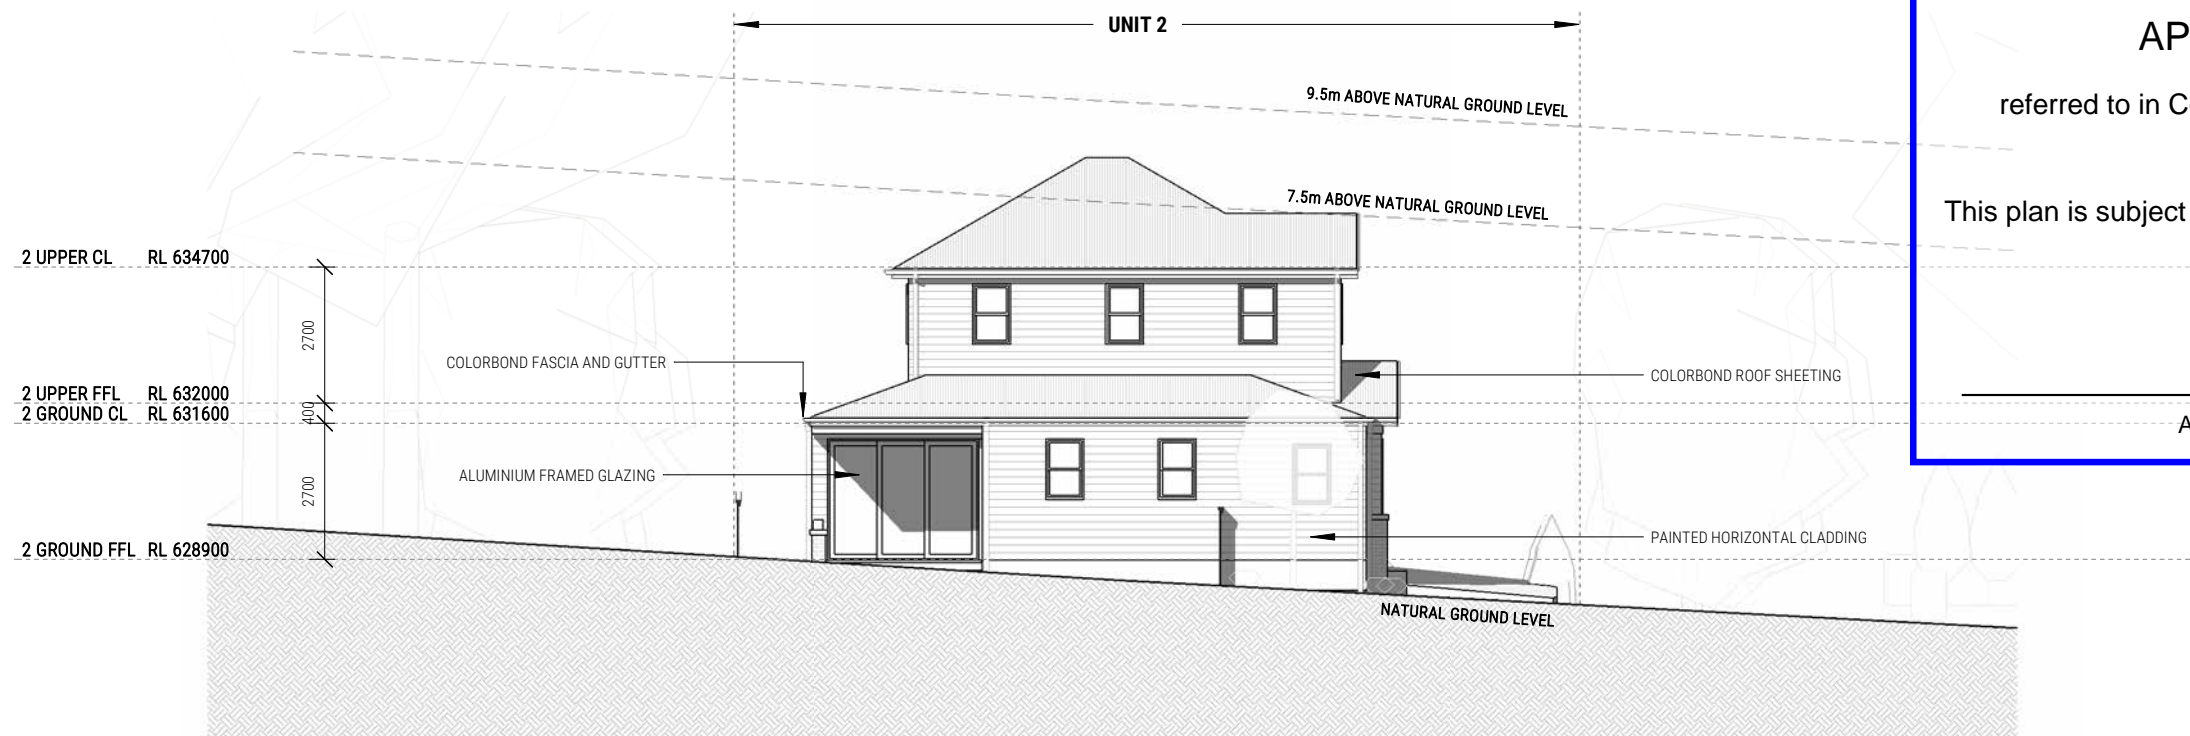 UNIT 2
AP
9.5m ABOVE NATURAL GROUND LEVEL
referred to in C
7.5m ABOVE NATURAL GROUND LEVEL
This plan is subject
2 UPPER CL RL 634700
2700
COLORBOND FASCIA AND GUTTER
COLORBOND ROOF SHEETING
2 UPPER FFL RL 632000
2 GROUND CL RL 631600
400
A
ALUMINIUM FRAMED GLAZING
2700
PAINTED HORIZONTAL CLADDING
2 GROUND FFL RL 628900
NATURAL GROUND LEVEL